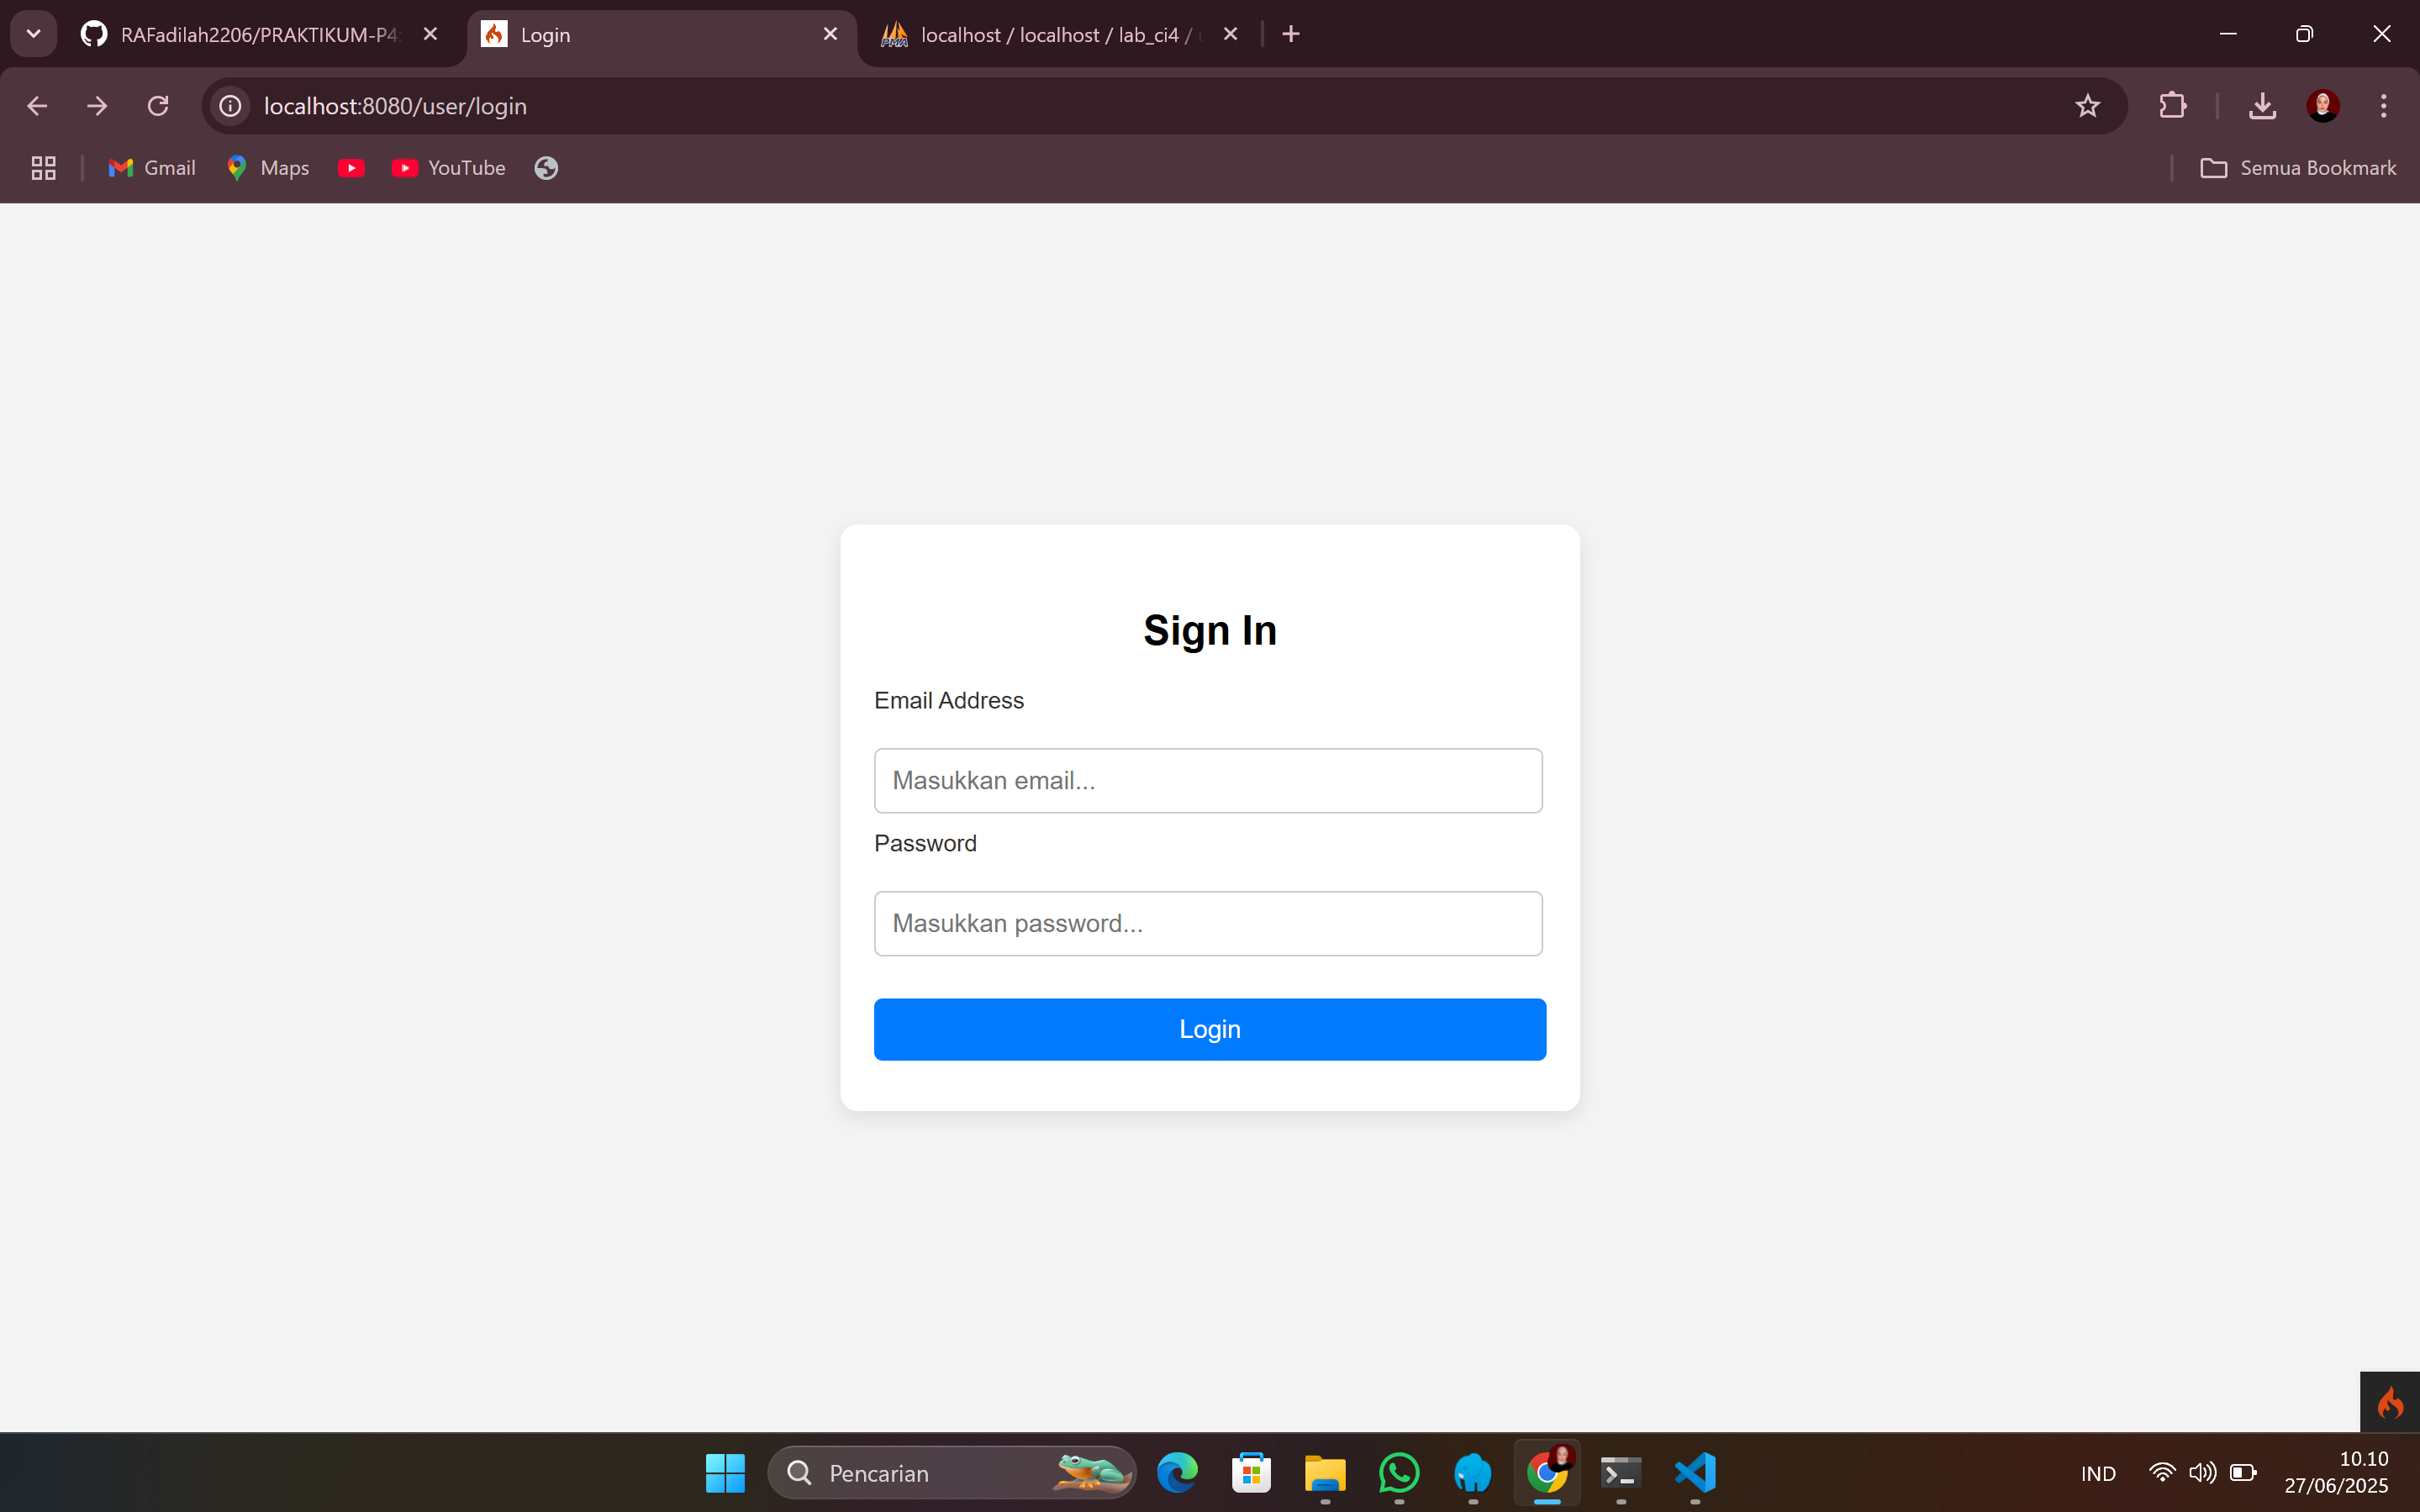 RAFadilah2206/PRAKTIKUM-P4
Login
localhost / localhost / lab_ci4 /
localhost:8080/user/login
Gmail
Maps
YouTube
Semua Bookmark
Sign In
Email Address
Masukkan email...
Password
Masukkan password...
Login
Pencarian
IND
10.10
27/06/2025